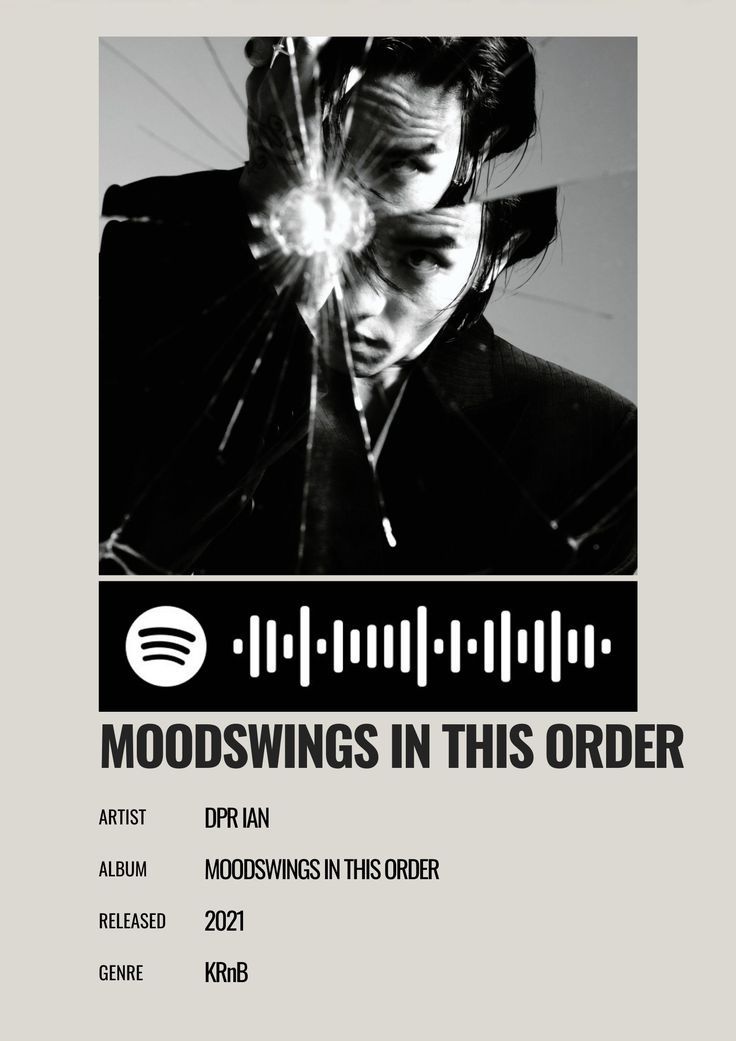 MOODSWINGS IN THIS ORDER
ARTIST DPR IAN
ALBUM MOODSWINGS IN THIS ORDER
RELEASED 2021
GENRE KRnB